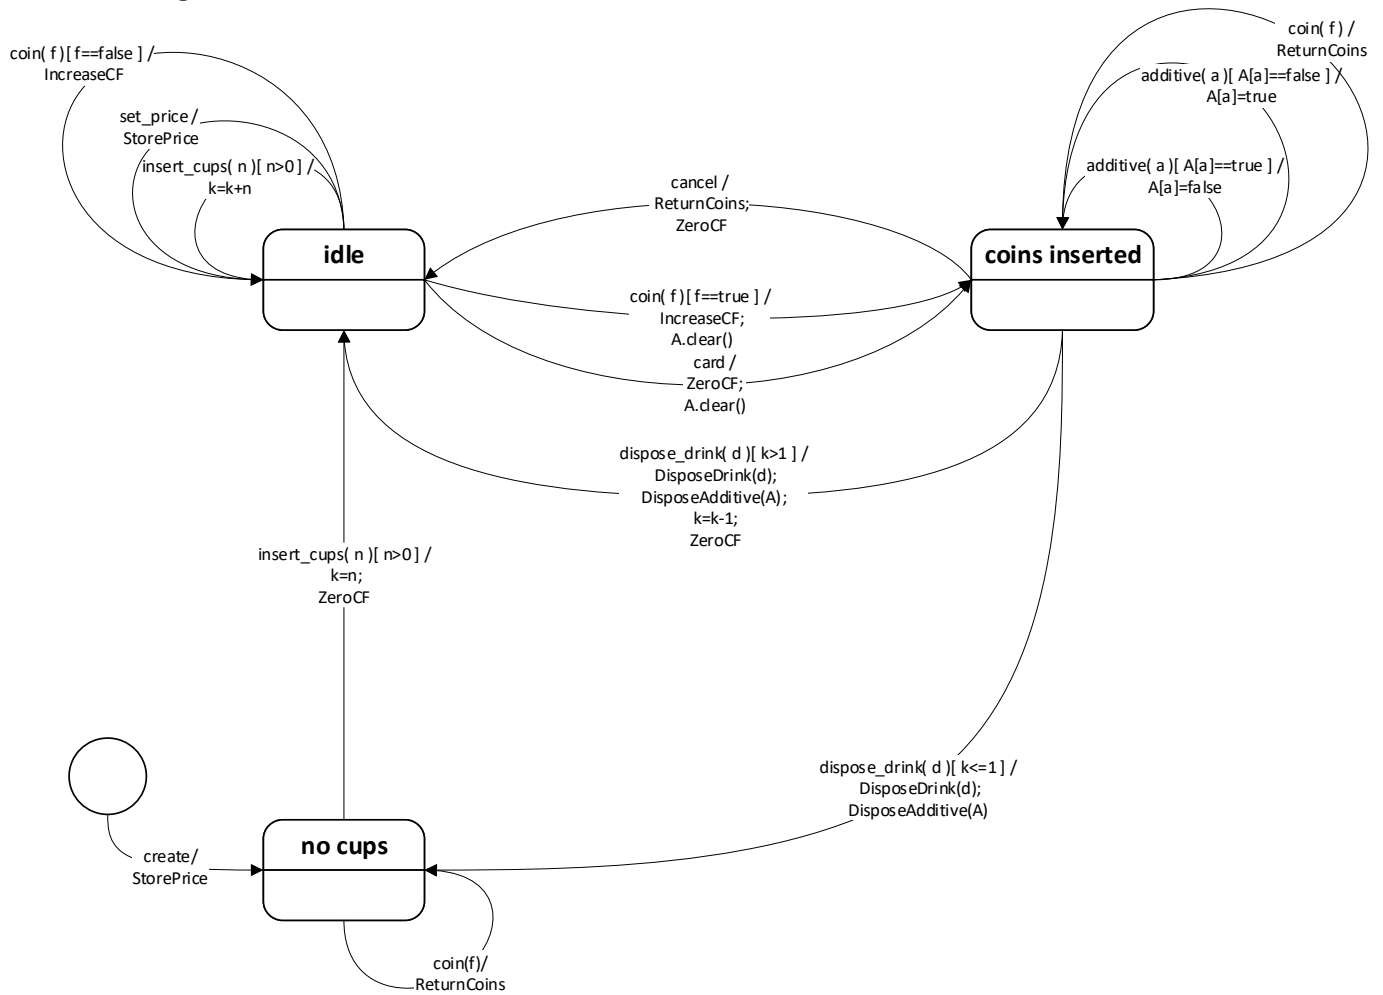 coin( f )[ f==false ] /
IncreaseCF
set_price/
StorePrice
insert_cups( n )[ n>0 ] /
k=k+n
idle
cancel /
ReturnCoins;
ZeroCF
coin( f )[ f==true ] /
IncreaseCF;
A.clear()
card /
ZeroCF;
A.clear()
coin( f ) /
ReturnCoins
additive( a )[ A[a]==false ] /
A[a]=true
additive( a )[ A[a]==true ] /
A[a]=false
coins inserted
dispose_drink( d )[ k>1 ] /
DisposeDrink(d);
DisposeAdditive(A);
k=k-1;
ZeroCF
insert_cups( n )[ n>0 ] /
k=n;
ZeroCF
dispose_drink( d )[ k<=1 ] /
DisposeDrink(d);
DisposeAdditive(A)
create/
StorePrice
no cups
coin(f)/
ReturnCoins